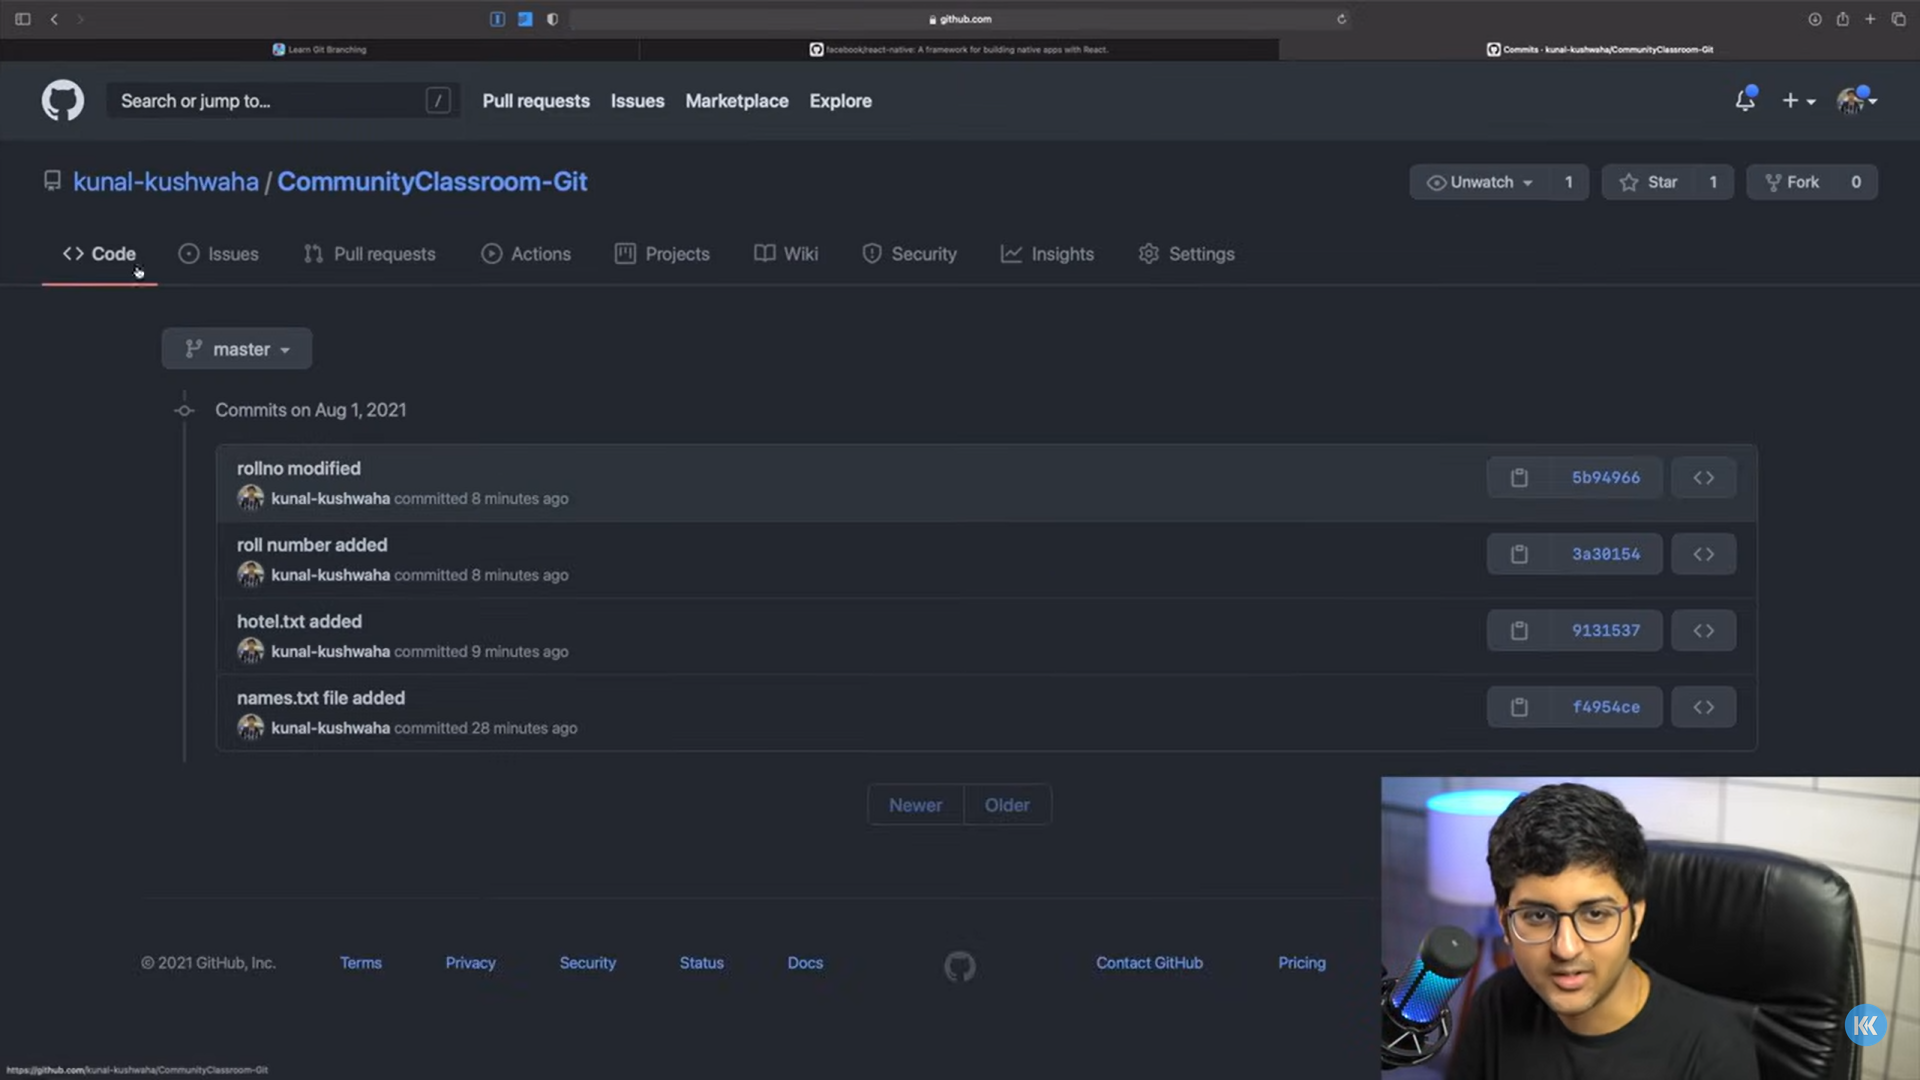 github.com
Learn Git Branching
facebook/react-native: A framework for building native apps with React.
Commits · kunal-kushwaha/CommunityClassroom-Git
Search or jump to...
/
Pull requests
Issues
Marketplace
Explore
kunal-kushwaha / CommunityClassroom-Git
Unwatch 1
Star 1
Fork 0
Code
Issues
Pull requests
Actions
Projects
Wiki
Security
Insights
Settings
master
Commits on Aug 1, 2021
rollno modified
kunal-kushwaha committed 8 minutes ago
5b94966
roll number added
kunal-kushwaha committed 8 minutes ago
3a30154
hotel.txt added
kunal-kushwaha committed 9 minutes ago
9131537
names.txt file added
kunal-kushwaha committed 28 minutes ago
f4954ce
Newer
Older
© 2021 GitHub, Inc.
Terms
Privacy
Security
Status
Docs
Contact GitHub
Pricing
KK
https://github.com/kunal-kushwaha/CommunityClassroom-Git